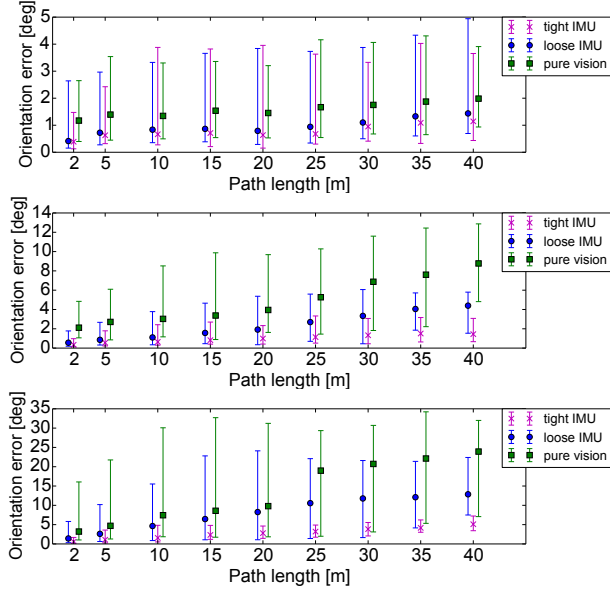 Orientation error [deg]
5
4
3
2
1
0
2 5 10 15 20 25 30 35 40
Path length [m]
tight IMU
loose IMU
pure vision
Orientation error [deg]
14
12
10
8
6
4
2
0
2 5 10 15 20 25 30 35 40
Path length [m]
tight IMU
loose IMU
pure vision
Orientation error [deg]
35
30
25
20
15
10
5
0
2 5 10 15 20 25 30 35 40
Path length [m]
tight IMU
loose IMU
pure vision